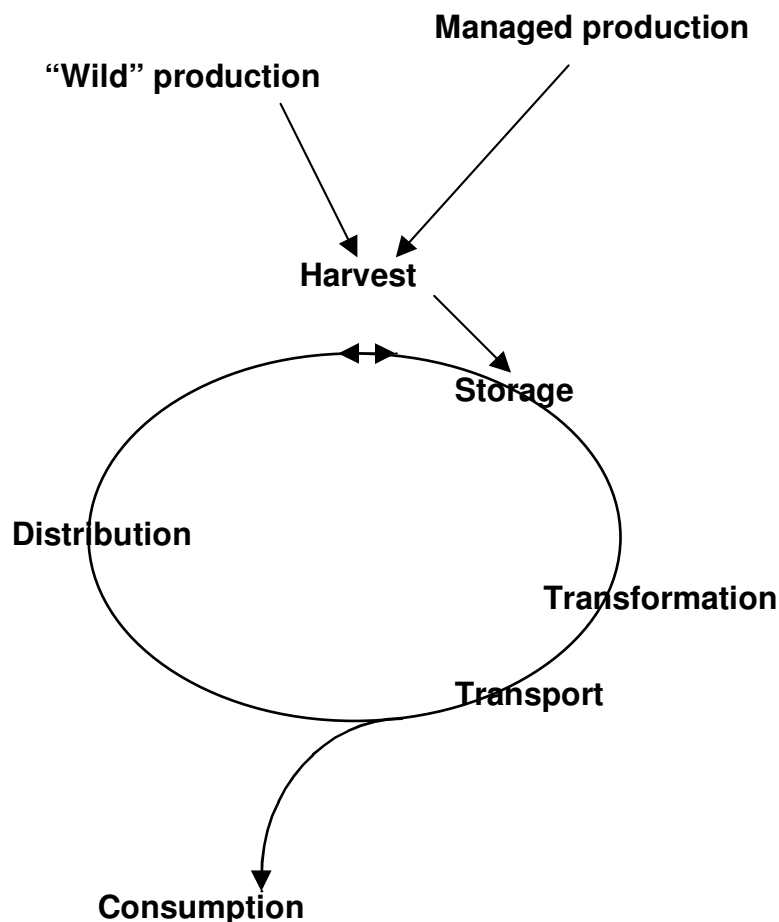 Managed production
“Wild” production
Harvest
Storage
Distribution
Transformation
Transport
Consumption